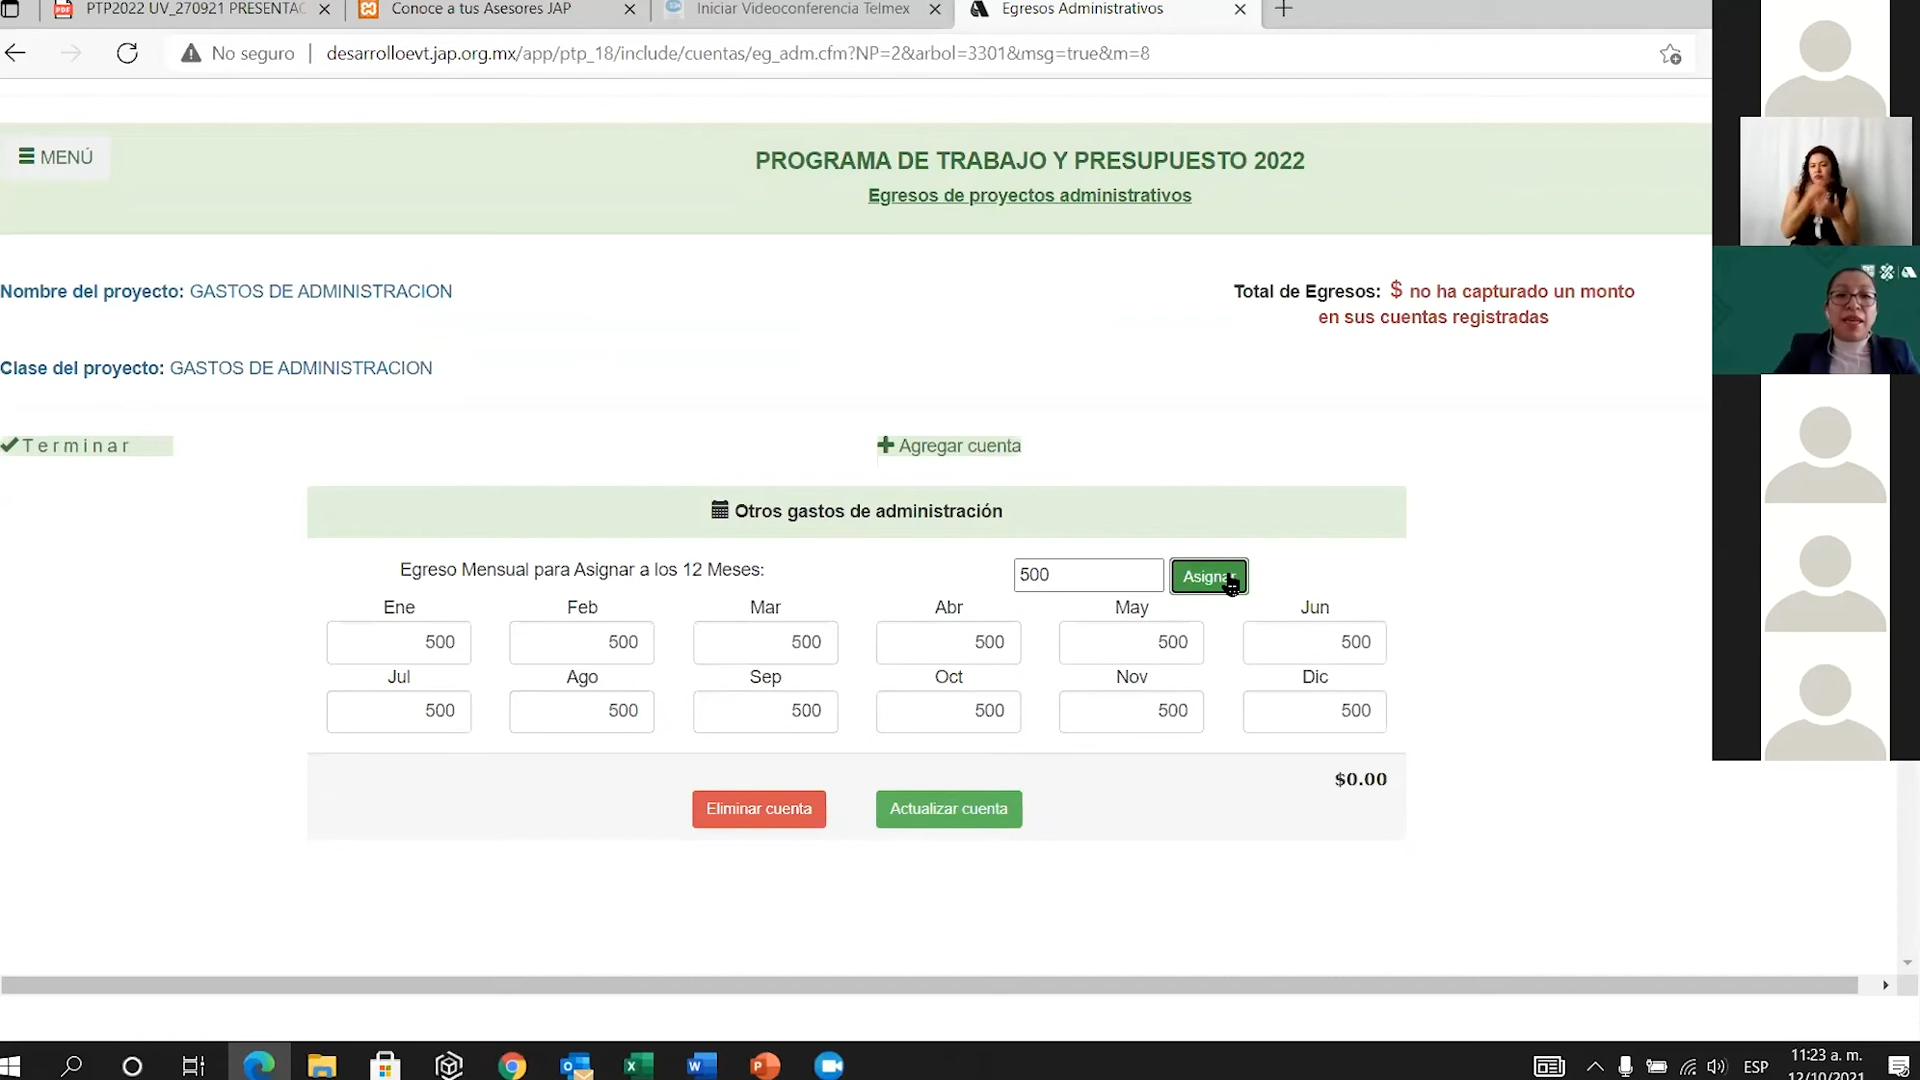 PTP2022 UV_270921 PRESENTAC
Conoce a tus Asesores JAP
Iniciar Videoconferencia Telmex
Egresos Administrativos
No seguro
desarrolloevt.jap.org.mx/app/ptp_18/include/cuentas/eg_adm.cfm?NP=2&arbol=3301&msg=true&m=8
MENÚ
PROGRAMA DE TRABAJO Y PRESUPUESTO 2022
Egresos de proyectos administrativos
Nombre del proyecto: GASTOS DE ADMINISTRACION
Total de Egresos: $ no ha capturado un monto
en sus cuentas registradas
Clase del proyecto: GASTOS DE ADMINISTRACION
Terminar
Agregar cuenta
Otros gastos de administración
Egreso Mensual para Asignar a los 12 Meses: 500 Asignar
Ene Feb Mar Abr May Jun
500 500 500 500 500 500
Jul Ago Sep Oct Nov Dic
500 500 500 500 500 500
$0.00
Eliminar cuenta Actualizar cuenta
ESP
11:23 a. m.
12/10/2021